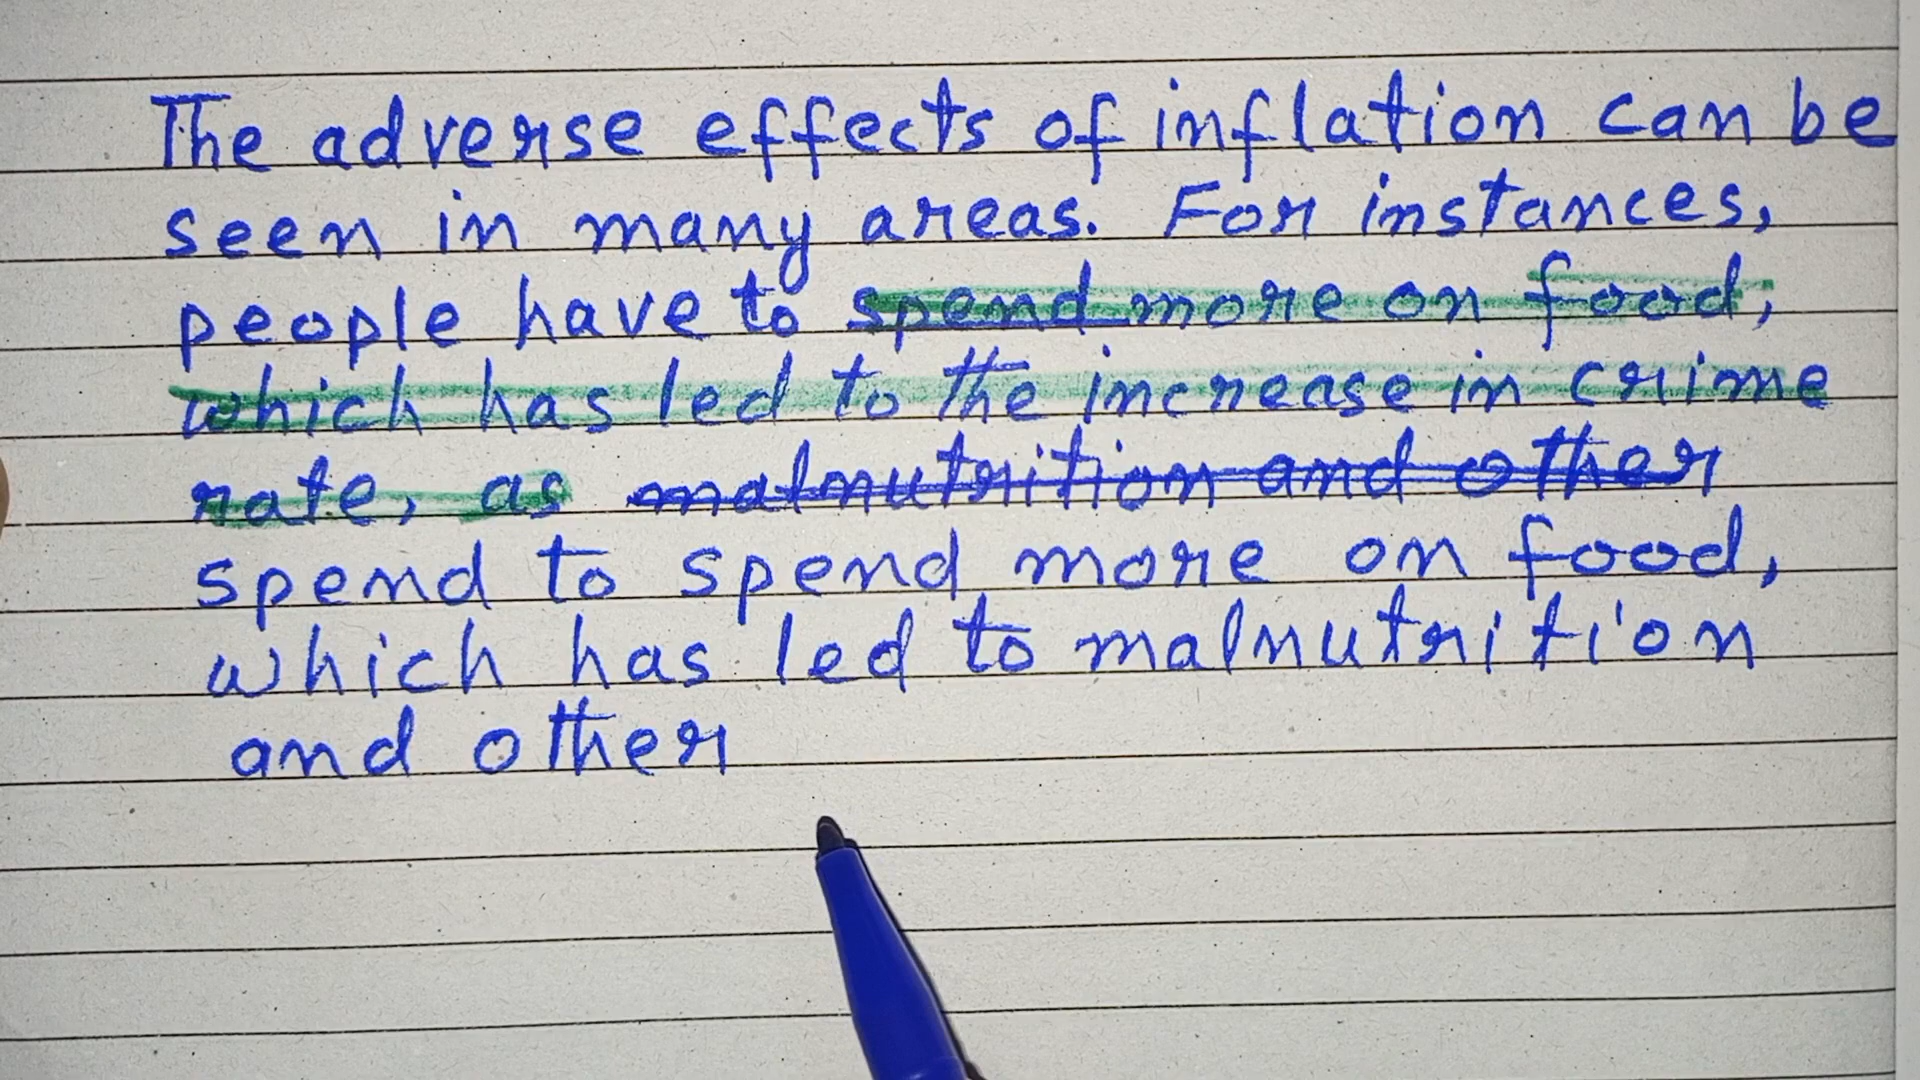 The adverse effects of inflation can be
seen in many areas. For instances,
people have to spend more on food,
which has led to the increase in crime
rate, as malnutrition and other
spend to spend more on food,
which has led to malnutrition
and other